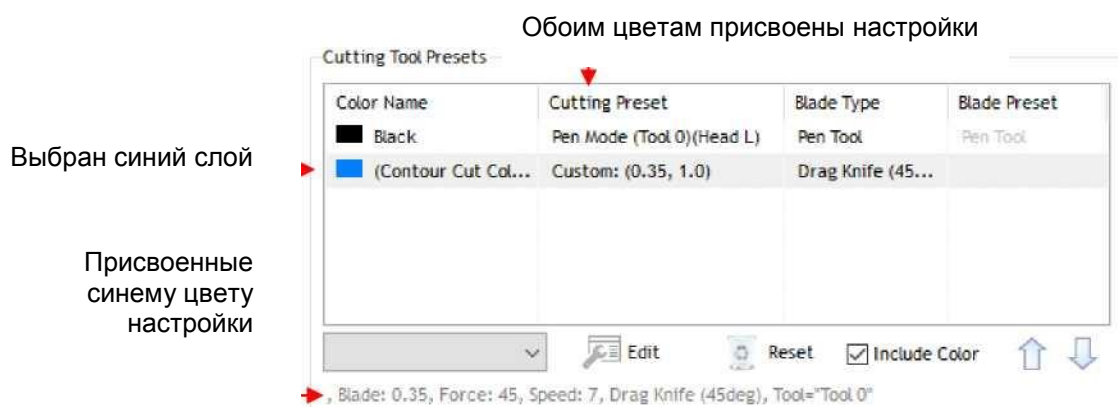 Обоим цветам присвоены настройки
Cutting Tool Presets
Color Name Cutting Preset Blade Type Blade Preset
Black Pen Mode (Tool 0)(Head L) Pen Tool Pen Tool
Выбран синий слой
(Contour Cut Col... Custom: (0.35, 1.0) Drag Knife (45...
Присвоенные
синему цвету
настройки
Edit Reset Include Color
, Blade: 0.35, Force: 45, Speed: 7, Drag Knife (45deg), Tool="Tool 0"